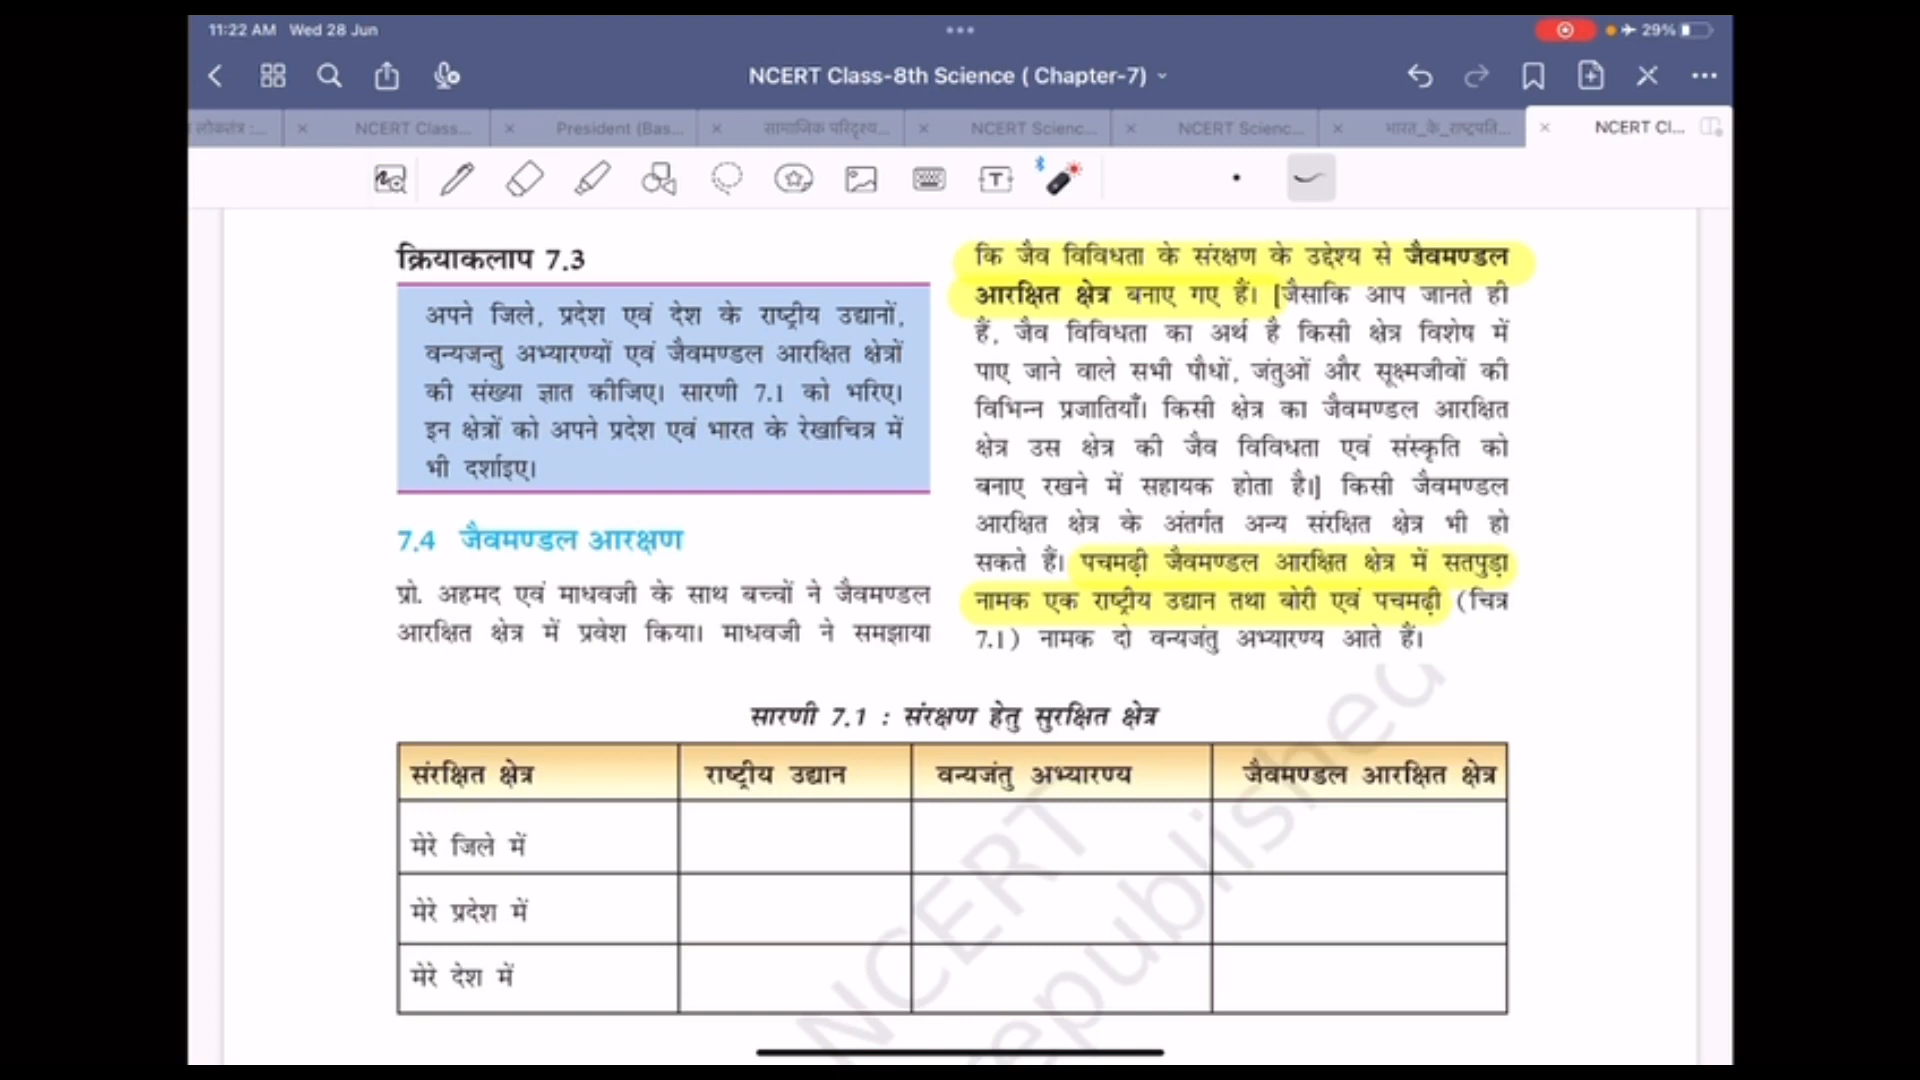 11:22 AM Wed 28 Jun
29%
NCERT Class-8th Science ( Chapter-7)
लोकतंत्र :...
NCERT Class...
President (Bas...
सामाजिक परिदृश्य...
NCERT Scienc...
NCERT Scienc...
भारत_के_राष्ट्रपति...
NCERT Cl...
क्रियाकलाप 7.3
अपने जिले, प्रदेश एवं देश के राष्ट्रीय उद्यानों,
वन्यजन्तु अभ्यारण्यों एवं जैवमण्डल आरक्षित क्षेत्रों
की संख्या ज्ञात कीजिए। सारणी 7.1 को भरिए।
इन क्षेत्रों को अपने प्रदेश एवं भारत के रेखाचित्र में
भी दर्शाइए।
7.4 जैवमण्डल आरक्षण
प्रो. अहमद एवं माधवजी के साथ बच्चों ने जैवमण्डल
आरक्षित क्षेत्र में प्रवेश किया। माधवजी ने समझाया
कि जैव विविधता के संरक्षण के उद्देश्य से जैवमण्डल
आरक्षित क्षेत्र बनाए गए हैं। [जैसाकि आप जानते ही
हैं, जैव विविधता का अर्थ है किसी क्षेत्र विशेष में
पाए जाने वाले सभी पौधों, जंतुओं और सूक्ष्मजीवों की
विभिन्न प्रजातियाँ। किसी क्षेत्र का जैवमण्डल आरक्षित
क्षेत्र उस क्षेत्र की जैव विविधता एवं संस्कृति को
बनाए रखने में सहायक होता है।] किसी जैवमण्डल
आरक्षित क्षेत्र के अंतर्गत अन्य संरक्षित क्षेत्र भी हो
सकते हैं। पचमढ़ी जैवमण्डल आरक्षित क्षेत्र में सतपुड़ा
नामक एक राष्ट्रीय उद्यान तथा बोरी एवं पचमढ़ी (चित्र
7.1) नामक दो वन्यजंतु अभ्यारण्य आते हैं।
सारणी 7.1 : संरक्षण हेतु सुरक्षित क्षेत्र
संरक्षित क्षेत्र राष्ट्रीय उद्यान वन्यजंतु अभ्यारण्य जैवमण्डल आरक्षित क्षेत्र
मेरे जिले में
मेरे प्रदेश में
मेरे देश में
NCERT
republished